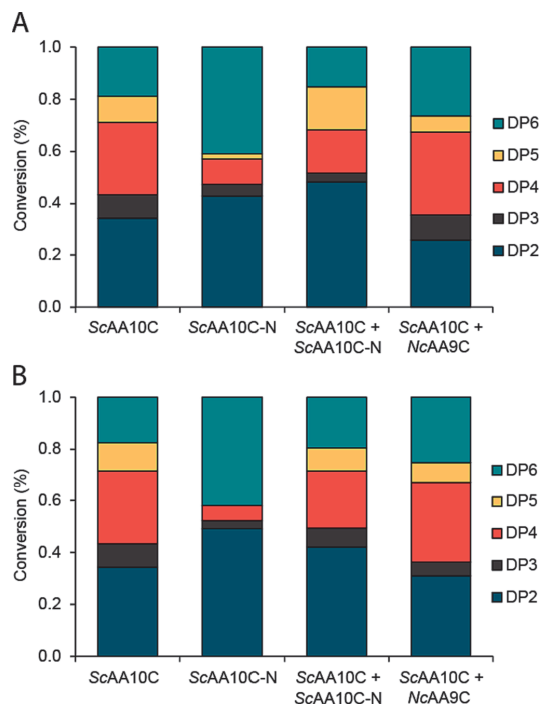 A
Conversion (%)
1.0
0.8
0.6
0.4
0.2
0.0
DP6
DP5
DP4
DP3
DP2
ScAA10C
ScAA10C-N
ScAA10C +
ScAA10C-N
ScAA10C +
NcAA9C
B
Conversion (%)
1.0
0.8
0.6
0.4
0.2
0.0
DP6
DP5
DP4
DP3
DP2
ScAA10C
ScAA10C-N
ScAA10C +
ScAA10C-N
ScAA10C +
NcAA9C